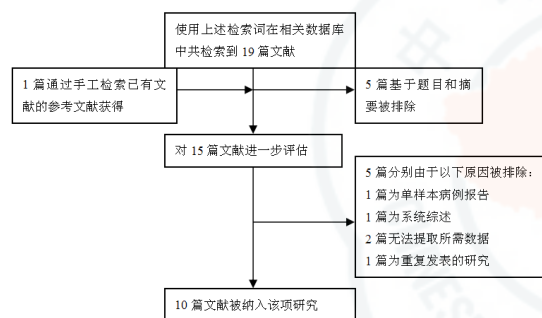 使用上述检索词在相关数据库
中共检索到 19 篇文献
1 篇通过手工检索已有文
献的参考文献获得
5 篇基于题目和摘
要被排除
对 15 篇文献进一步评估
5 篇分别由于以下原因被排除：
1 篇为单样本病例报告
1 篇为系统综述
2 篇无法提取所需数据
1 篇为重复发表的研究
10 篇文献被纳入该项研究